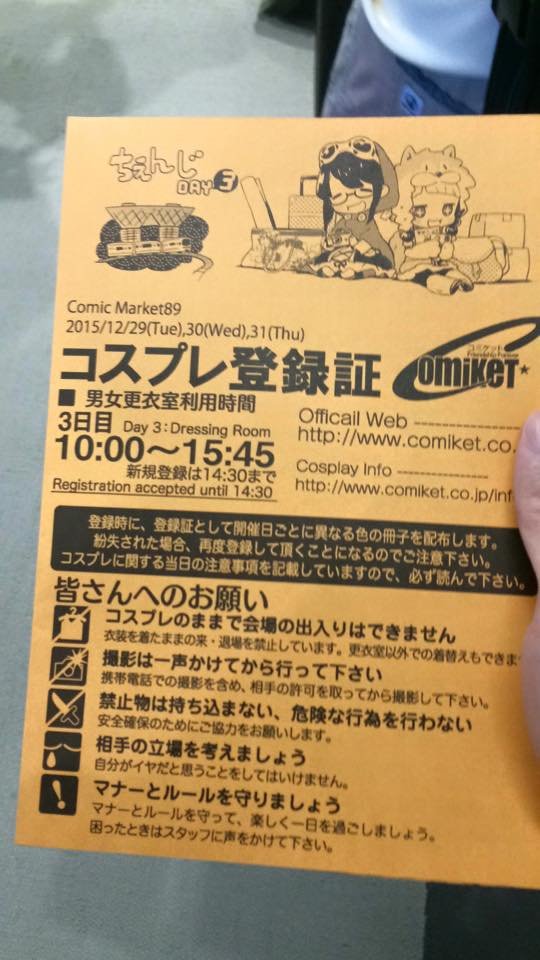 ちぇんじ
DAY 3
Comic Market89
2015/12/29(Tue),30(Wed),31(Thu)
コスプレ登録証
コミケット
Friendship Forever
Comiket
■ 男女更衣室利用時間
3日目 Day 3:Dressing Room
10:00〜15:45
新規登録は14:30まで
Registration accepted until 14:30
Officail Web
http://www.comiket.co.
Cosplay Info
http://www.comiket.co.jp/inf
登録時に、登録証として開催日ごとに異なる色の冊子を配布します。
紛失された場合、再度登録して頂くことになるのでご注意下さい。
コスプレに関する当日の注意事項を記載していますので、必ず読んで下さい。
皆さんへのお願い
コスプレのままで会場の出入りはできません
衣装を着たままの来・退場を禁止しています。更衣室以外での着替えもできま
撮影は一声かけてから行って下さい
携帯電話での撮影を含め、相手の許可を取ってから撮影して下さい。
禁止物は持ち込まない、危険な行為を行わない
安全確保のためにご協力をお願いします。
相手の立場を考えましょう
自分がイヤだと思うことをしてはいけません。
マナーとルールを守りましょう
マナーとルールを守って、楽しく一日を過ごしましょう。
困ったときはスタッフに声をかけて下さい。